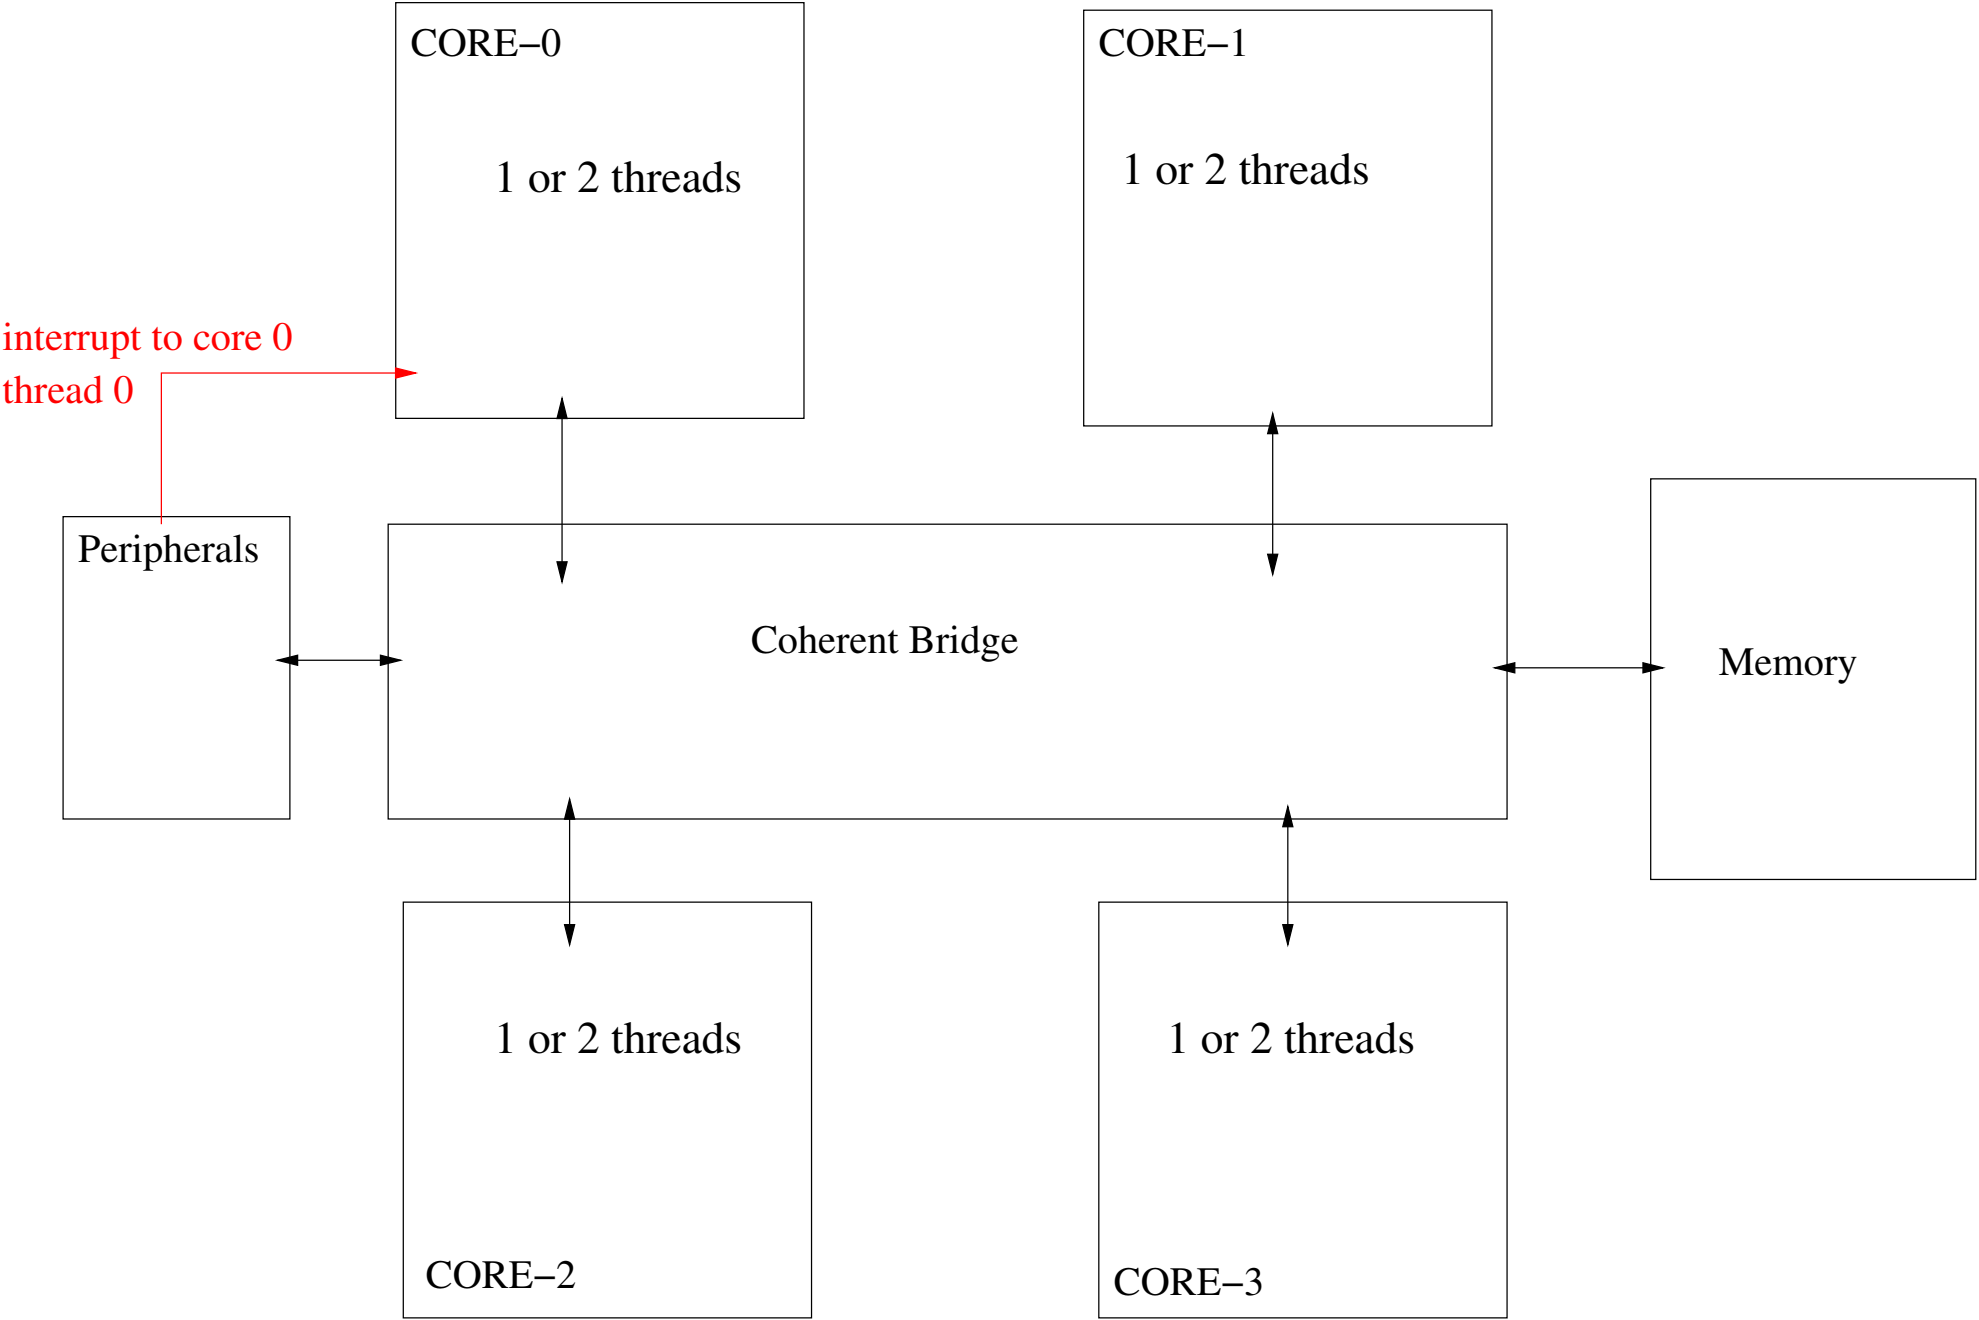 CORE−0
1 or 2 threads
CORE−1
1 or 2 threads
interrupt to core 0
thread 0
Peripherals
Coherent Bridge
Memory
1 or 2 threads
CORE−2
1 or 2 threads
CORE−3